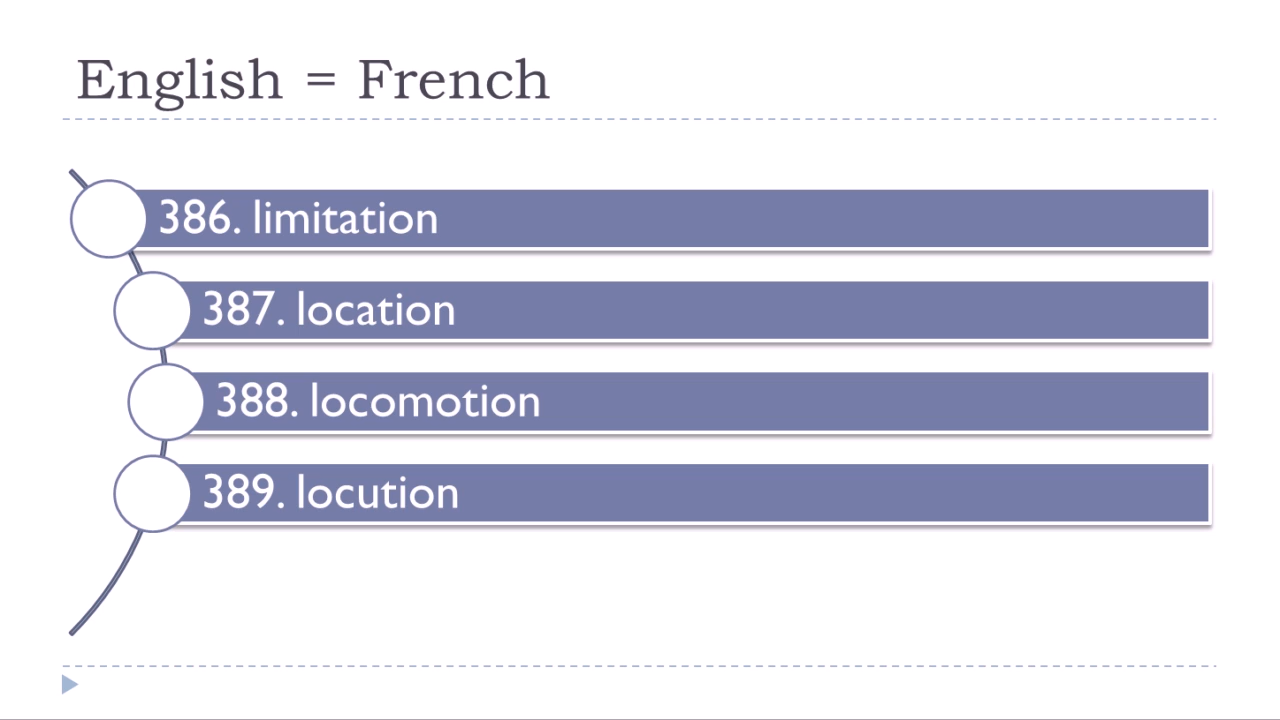 English = French
386. limitation
387. location
388. locomotion
389. locution